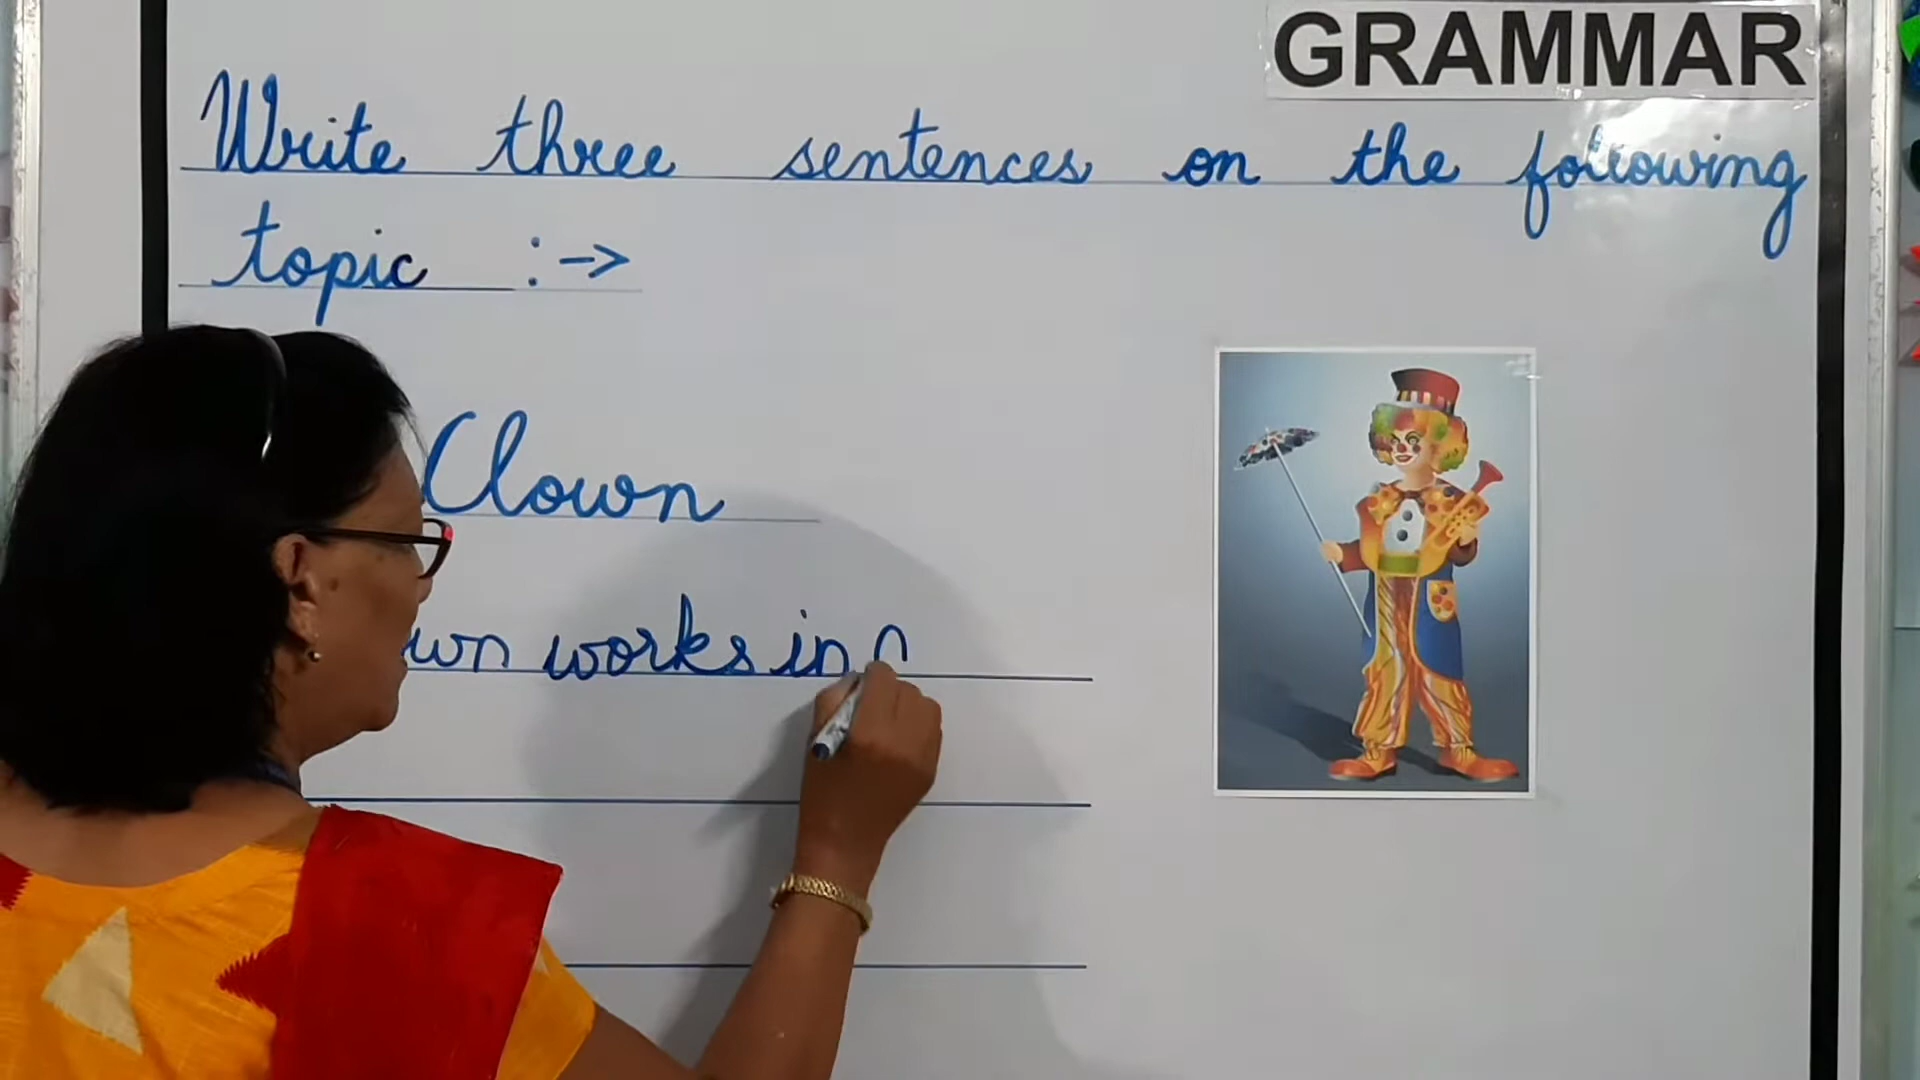 GRAMMAR
Write three sentences on the following
topic :->
Clown
wn works in